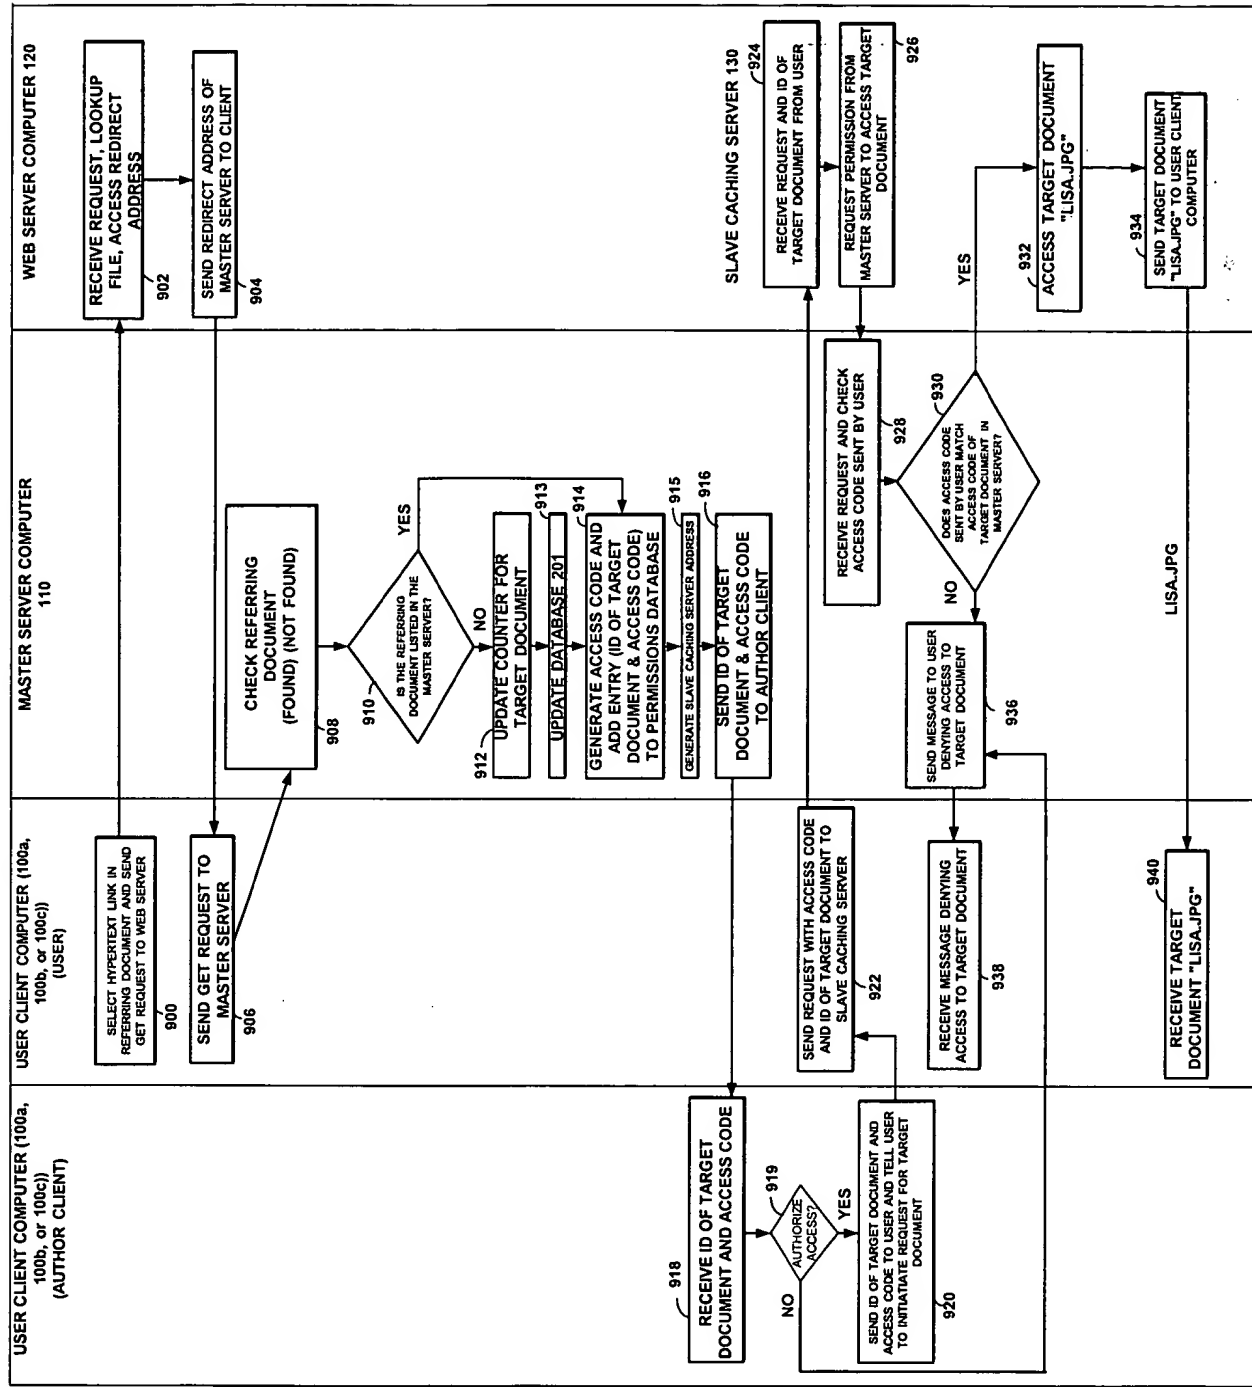 USER CLIENT COMPUTER (100a,
100b, or 100c))
(AUTHOR CLIENT)
USER CLIENT COMPUTER (100a,
100b, or 100c))
(USER)
MASTER SERVER COMPUTER
110
WEB SERVER COMPUTER 120
SELECT HYPERTEXT LINK IN
REFERRING DOCUMENT AND SEND
GET REQUEST TO WEB SERVER
900
RECEIVE REQUEST, LOOKUP
FILE, ACCESS REDIRECT
ADDRESS
902
SEND REDIRECT ADDRESS OF
MASTER SERVER TO CLIENT
904
SEND GET REQUEST TO
MASTER SERVER
906
CHECK REFERRING
DOCUMENT
(FOUND) (NOT FOUND)
908
910
IS THE REFERRING
DOCUMENT LISTED IN THE
MASTER SERVER?
YES
NO
912
UPDATE COUNTER FOR
TARGET DOCUMENT
913
UPDATE DATABASE 201
914
GENERATE ACCESS CODE AND
ADD ENTRY (ID OF TARGET
DOCUMENT & ACCESS CODE)
TO PERMISSIONS DATABASE
915
GENERATE SLAVE CACHING SERVER ADDRESS
916
SEND ID OF TARGET
DOCUMENT & ACCESS CODE
TO AUTHOR CLIENT
918
RECEIVE ID OF TARGET
DOCUMENT AND ACCESS CODE
919
AUTHORIZE
ACCESS?
NO
YES
SEND ID OF TARGET DOCUMENT AND
ACCESS CODE TO USER AND TELL USER
TO INITIATE REQUEST FOR TARGET
DOCUMENT
920
SEND REQUEST WITH ACCESS CODE
AND ID OF TARGET DOCUMENT TO
SLAVE CACHING SERVER
922
SLAVE CACHING SERVER 130
RECEIVE REQUEST AND ID OF
TARGET DOCUMENT FROM USER
924
REQUEST PERMISSION FROM
MASTER SERVER TO ACCESS TARGET
DOCUMENT
926
RECEIVE REQUEST AND CHECK
ACCESS CODE SENT BY USER
928
930
DOES ACCESS CODE
SENT BY USER MATCH
ACCESS CODE OF
TARGET DOCUMENT IN
MASTER SERVER?
YES
NO
932
ACCESS TARGET DOCUMENT
"LISA.JPG"
934
SEND TARGET DOCUMENT
"LISA.JPG" TO USER CLIENT
COMPUTER
SEND MESSAGE TO USER
DENYING ACCESS TO
TARGET DOCUMENT
936
RECEIVE MESSAGE DENYING
ACCESS TO TARGET DOCUMENT
938
LISA.JPG
940
RECEIVE TARGET
DOCUMENT "LISA.JPG"